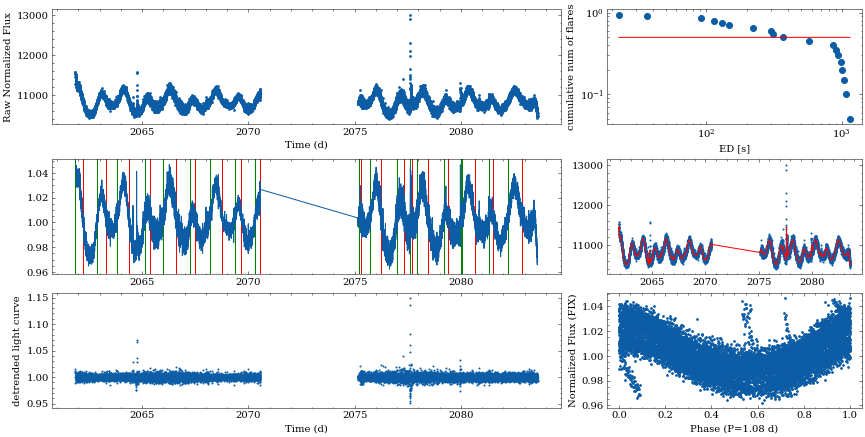 Raw Normalized Flux
13000
12000
11000
2065 2070 2075 2080
Time (d)
cumulative num of flares
10⁰
10⁻¹
10² 10³
ED [s]
1.04
1.02
1.00
0.98
0.96
2065 2070 2075 2080
13000
12000
11000
2065 2070 2075 2080
detrended light curve
1.15
1.10
1.05
1.00
0.95
2065 2070 2075 2080
Time (d)
Normalized Flux (FIX)
1.04
1.02
1.00
0.98
0.96
0.0 0.2 0.4 0.6 0.8 1.0
Phase (P=1.08 d)